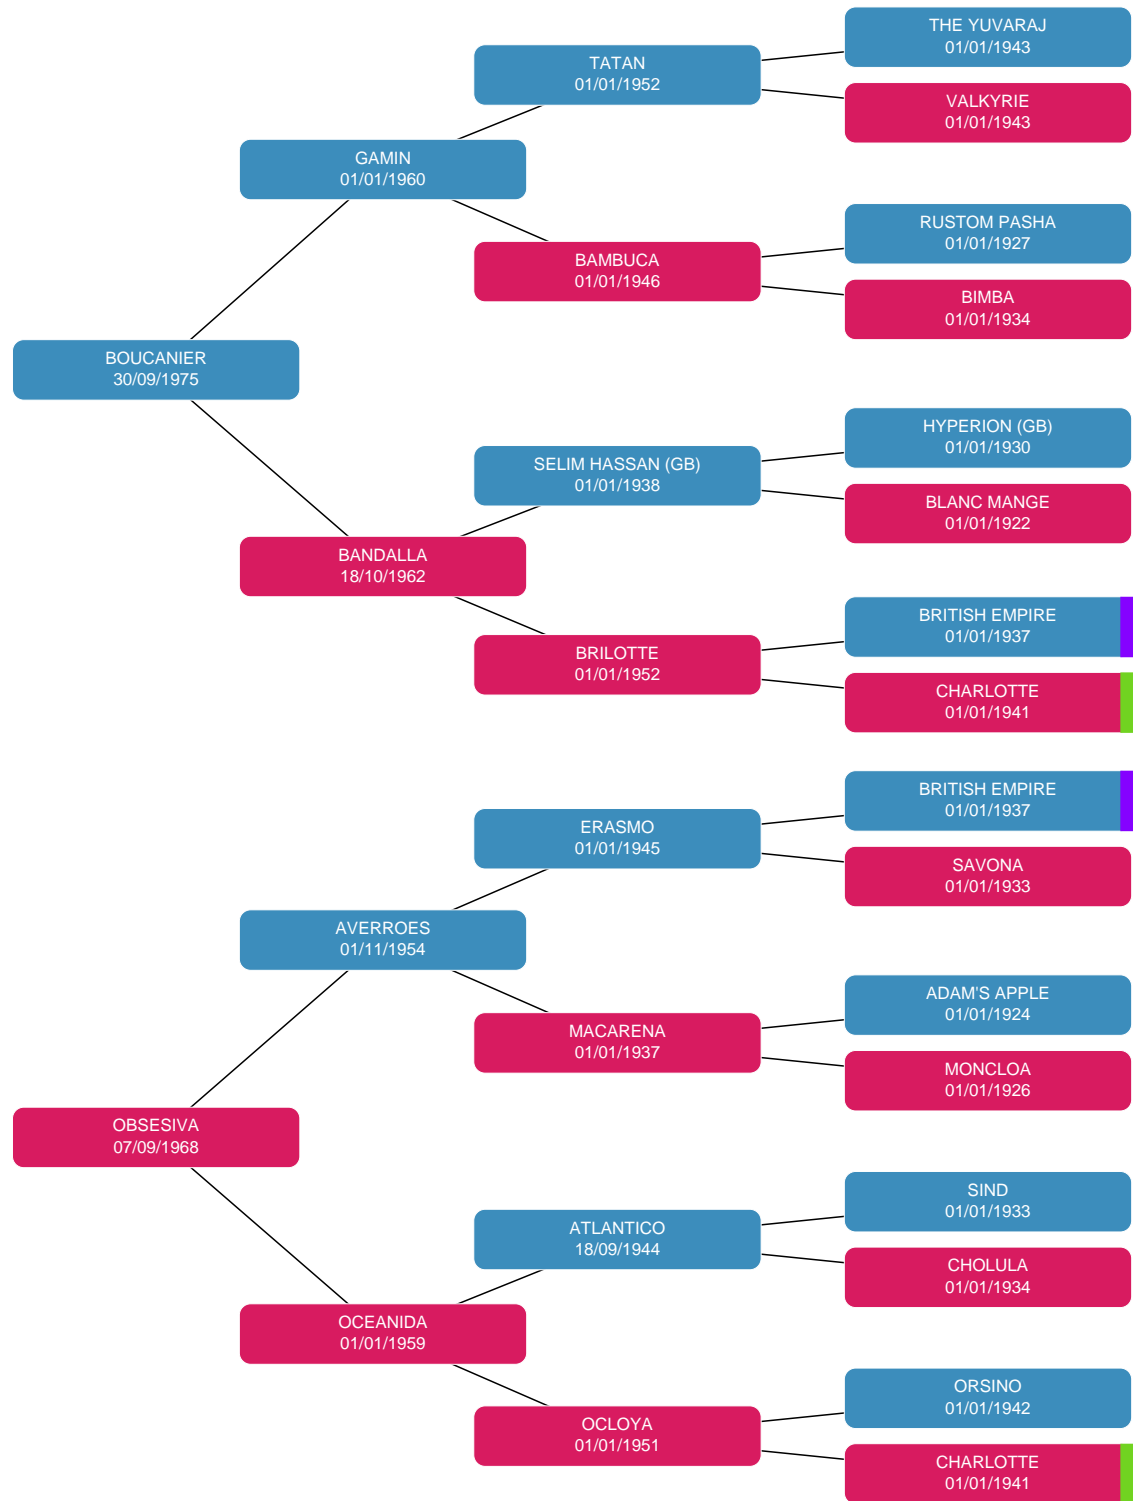 THE YUVARAJ
01/01/1943
TATAN
01/01/1952
VALKYRIE
01/01/1943
GAMIN
01/01/1960
RUSTOM PASHA
01/01/1927
BAMBUCA
01/01/1946
BIMBA
01/01/1934
BOUCANIER
30/09/1975
HYPERION (GB)
01/01/1930
SELIM HASSAN (GB)
01/01/1938
BLANC MANGE
01/01/1922
BANDALLA
18/10/1962
BRITISH EMPIRE
01/01/1937
BRILOTTE
01/01/1952
CHARLOTTE
01/01/1941
BRITISH EMPIRE
01/01/1937
ERASMO
01/01/1945
SAVONA
01/01/1933
AVERROES
01/11/1954
ADAM'S APPLE
01/01/1924
MACARENA
01/01/1937
MONCLOA
01/01/1926
OBSESIVA
07/09/1968
SIND
01/01/1933
ATLANTICO
18/09/1944
CHOLULA
01/01/1934
OCEANIDA
01/01/1959
ORSINO
01/01/1942
OCLOYA
01/01/1951
CHARLOTTE
01/01/1941